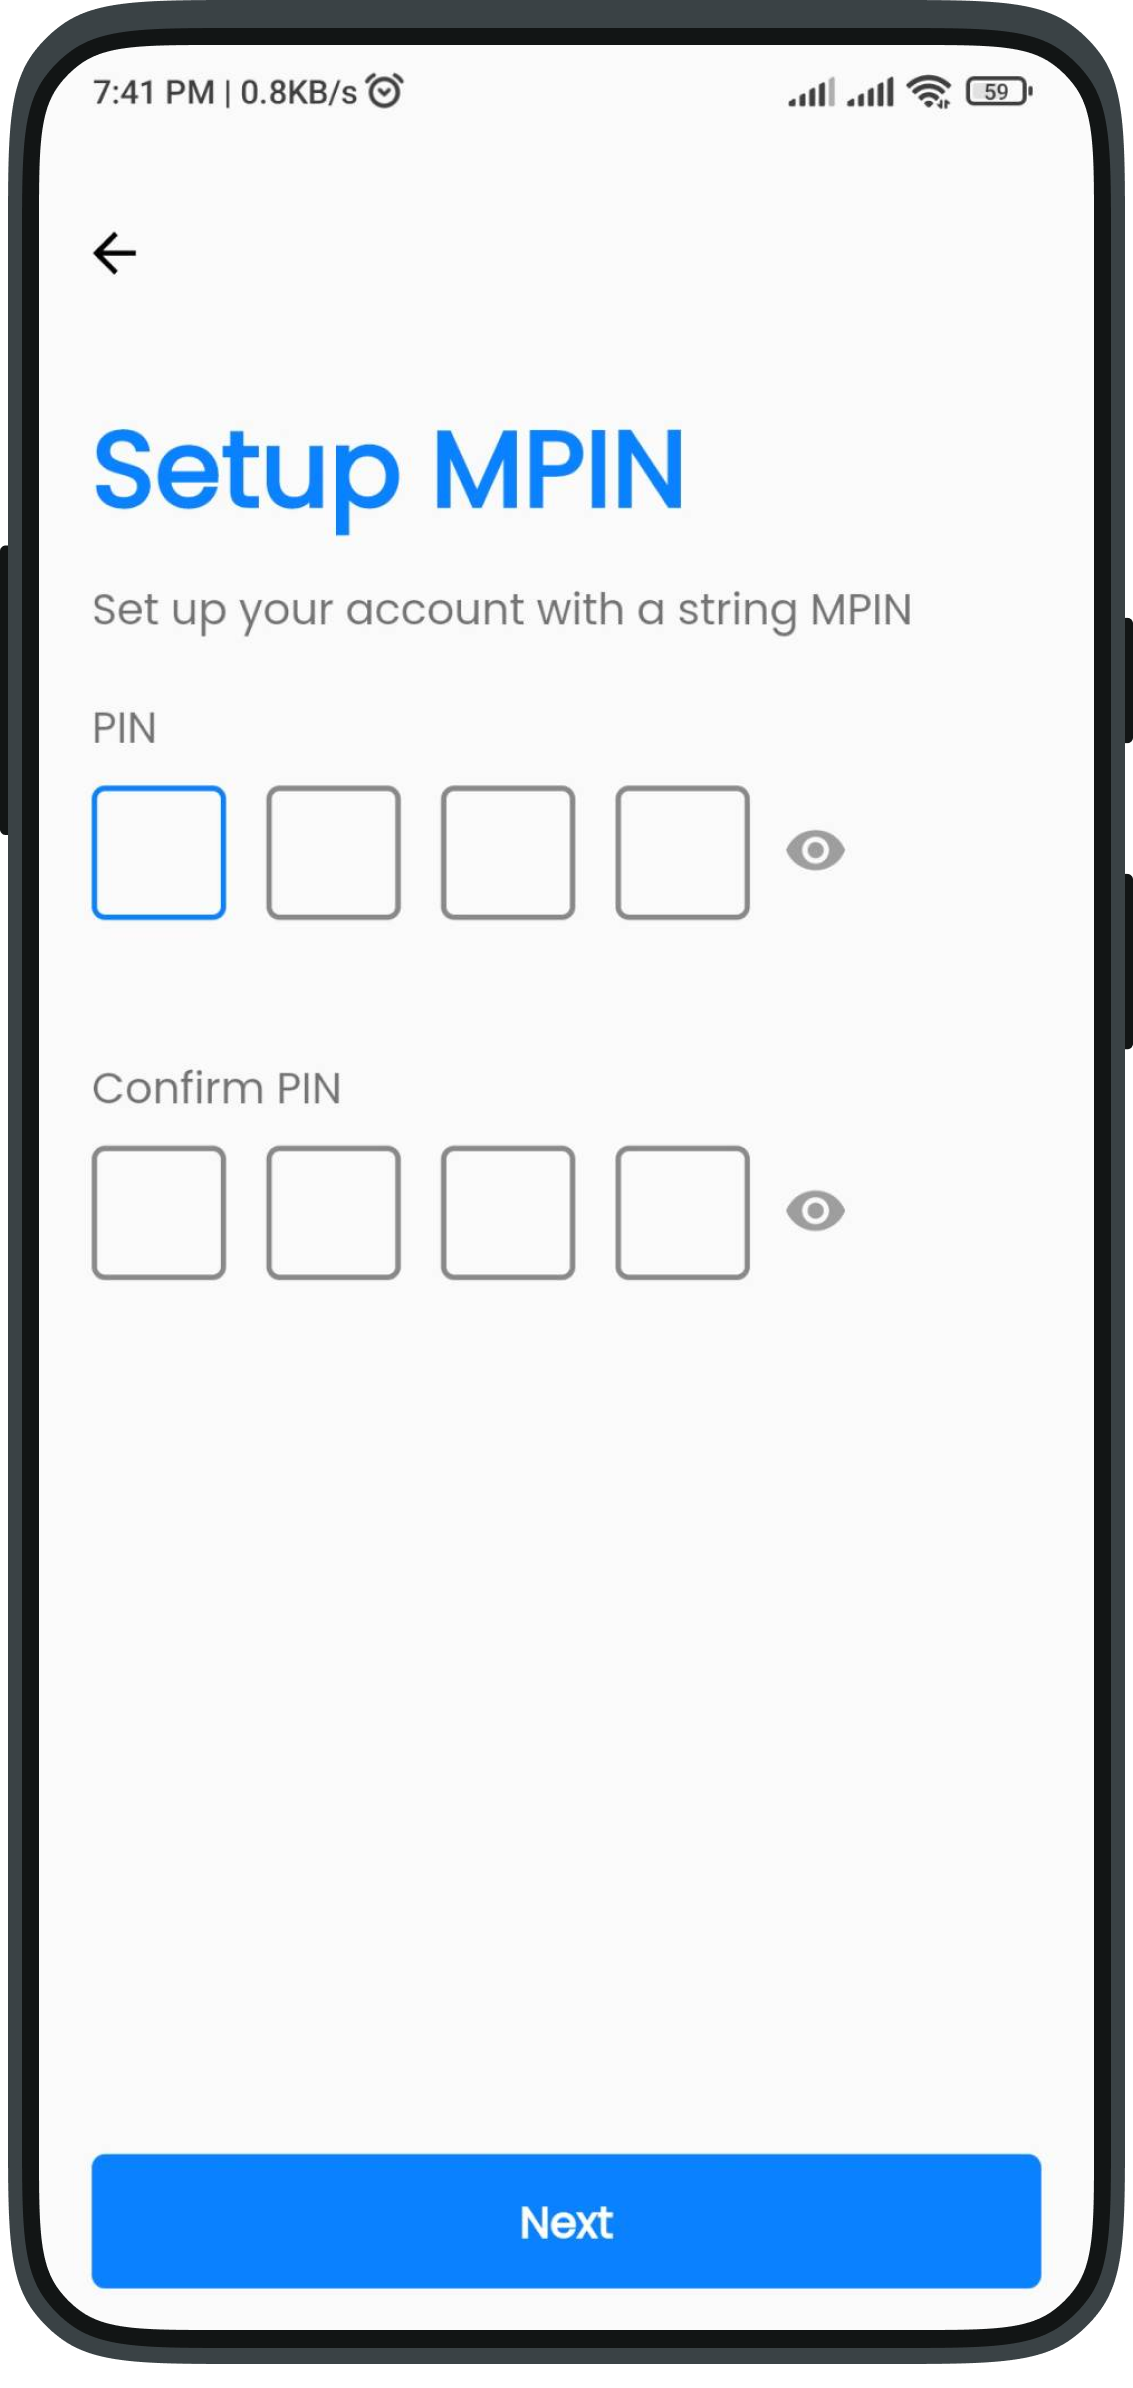 7:41 PM | 0.8KB/s 59
Setup MPIN
Set up your account with a string MPIN
PIN
Confirm PIN
Next